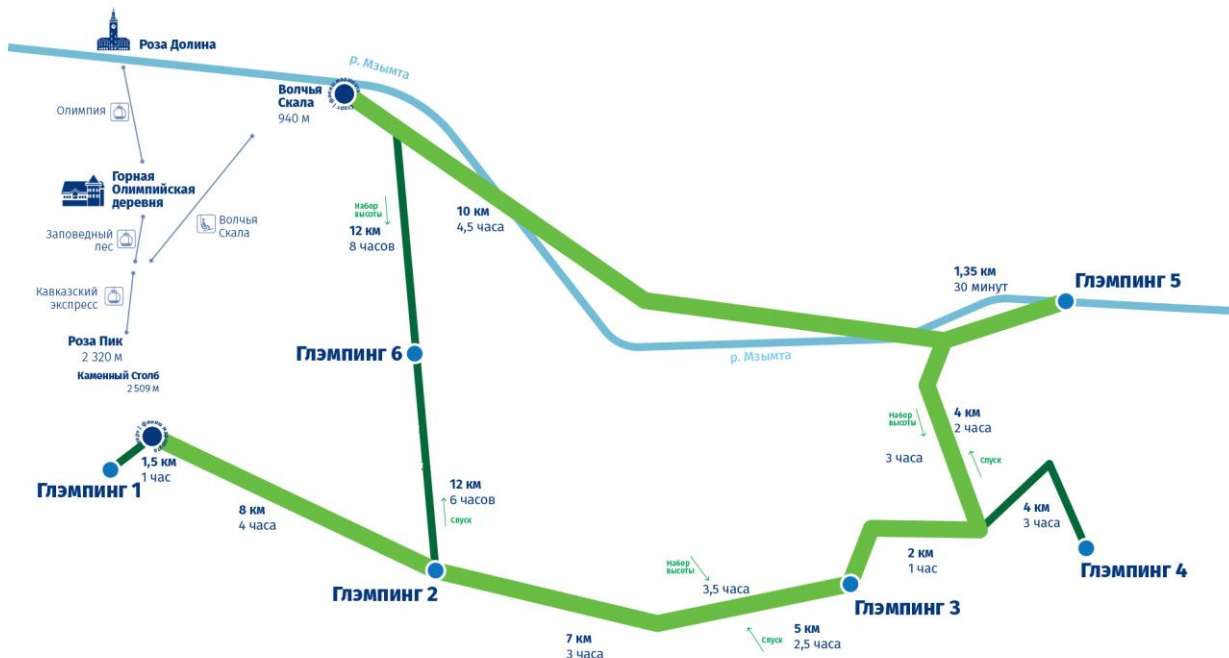 Роза Долина
р. Мзымта
Олимпия
Волчья
Скала
940 м
Горная
Олимпийская
деревня
Заповедный
лес
Волчья
Скала
Кавказский
экспресс
Роза Пик
2 320 м
Каменный Столб
2 509 м
Набор
высоты
12 км
8 часов
10 км
4,5 часа
1,35 км
30 минут
Глэмпинг 5
Глэмпинг 6
р. Мзымта
Набор
высоты
3 часа
4 км
2 часа
Спуск
1,5 км
1 час
Глэмпинг 1
8 км
4 часа
12 км
6 часов
Спуск
4 км
3 часа
Глэмпинг 4
2 км
1 час
Глэмпинг 2
Набор
высоты
3,5 часа
Глэмпинг 3
7 км
3 часа
Спуск
5 км
2,5 часа